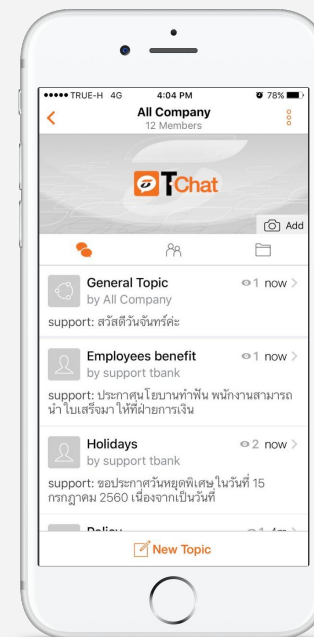 TRUE-H 4G 4:04 PM 78%
All Company
12 Members
TChat
Add
General Topic 1 now
by All Company
support: สวัสดีวันจันทร์ค่ะ
Employees benefit 1 now
by support tbank
support: ประกาศนโยบานทำฟัน พนักงานสามารถ
นำใบเสร็จมาให้ที่ฝ่ายการเงิน
Holidays 2 now
by support tbank
support: ขอประกาศวันหยุดพิเศษในวันที่ 15
กรกฎาคม 2560 เนื่องจากเป็นวันที่
Policy 1 4m
New Topic